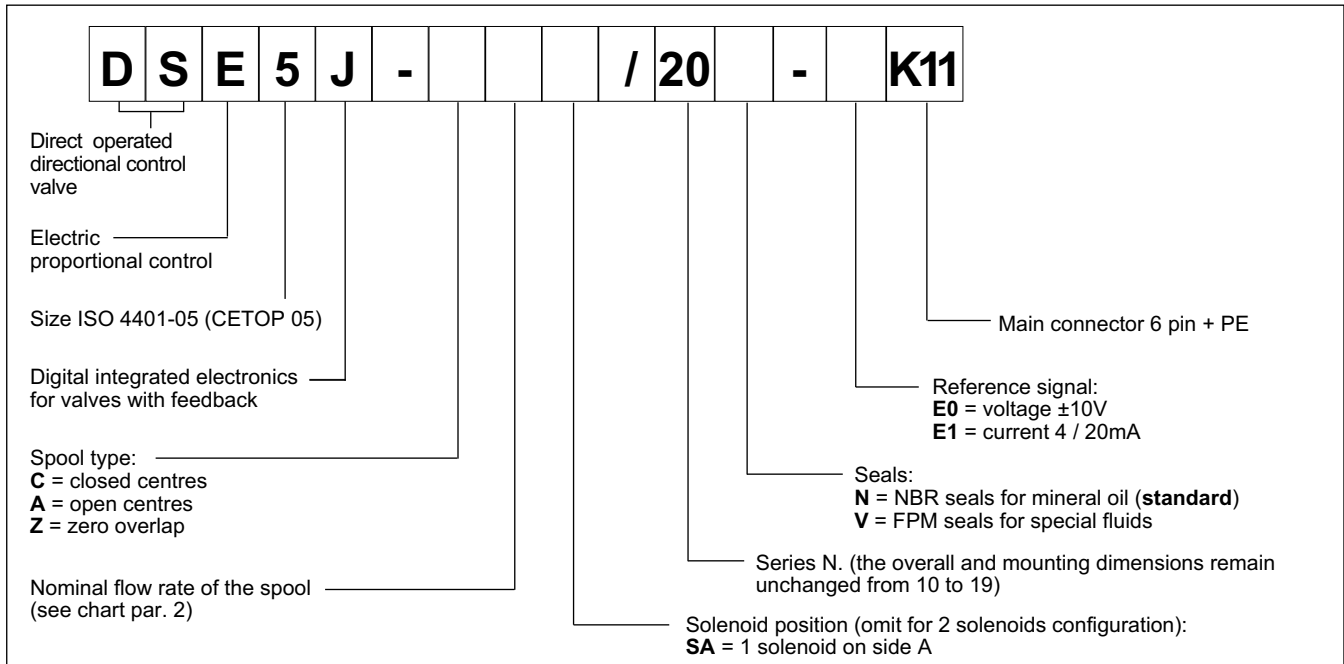 D S E 5 J - / 20 - K11
Direct operated
directional control
valve
Electric
proportional control
Size ISO 4401-05 (CETOP 05)
Digital integrated electronics
for valves with feedback
Spool type:
C = closed centres
A = open centres
Z = zero overlap
Nominal flow rate of the spool
(see chart par. 2)
Main connector 6 pin + PE
Reference signal:
E0 = voltage ±10V
E1 = current 4 / 20mA
Seals:
N = NBR seals for mineral oil (standard)
V = FPM seals for special fluids
Series N. (the overall and mounting dimensions remain
unchanged from 10 to 19)
Solenoid position (omit for 2 solenoids configuration):
SA = 1 solenoid on side A